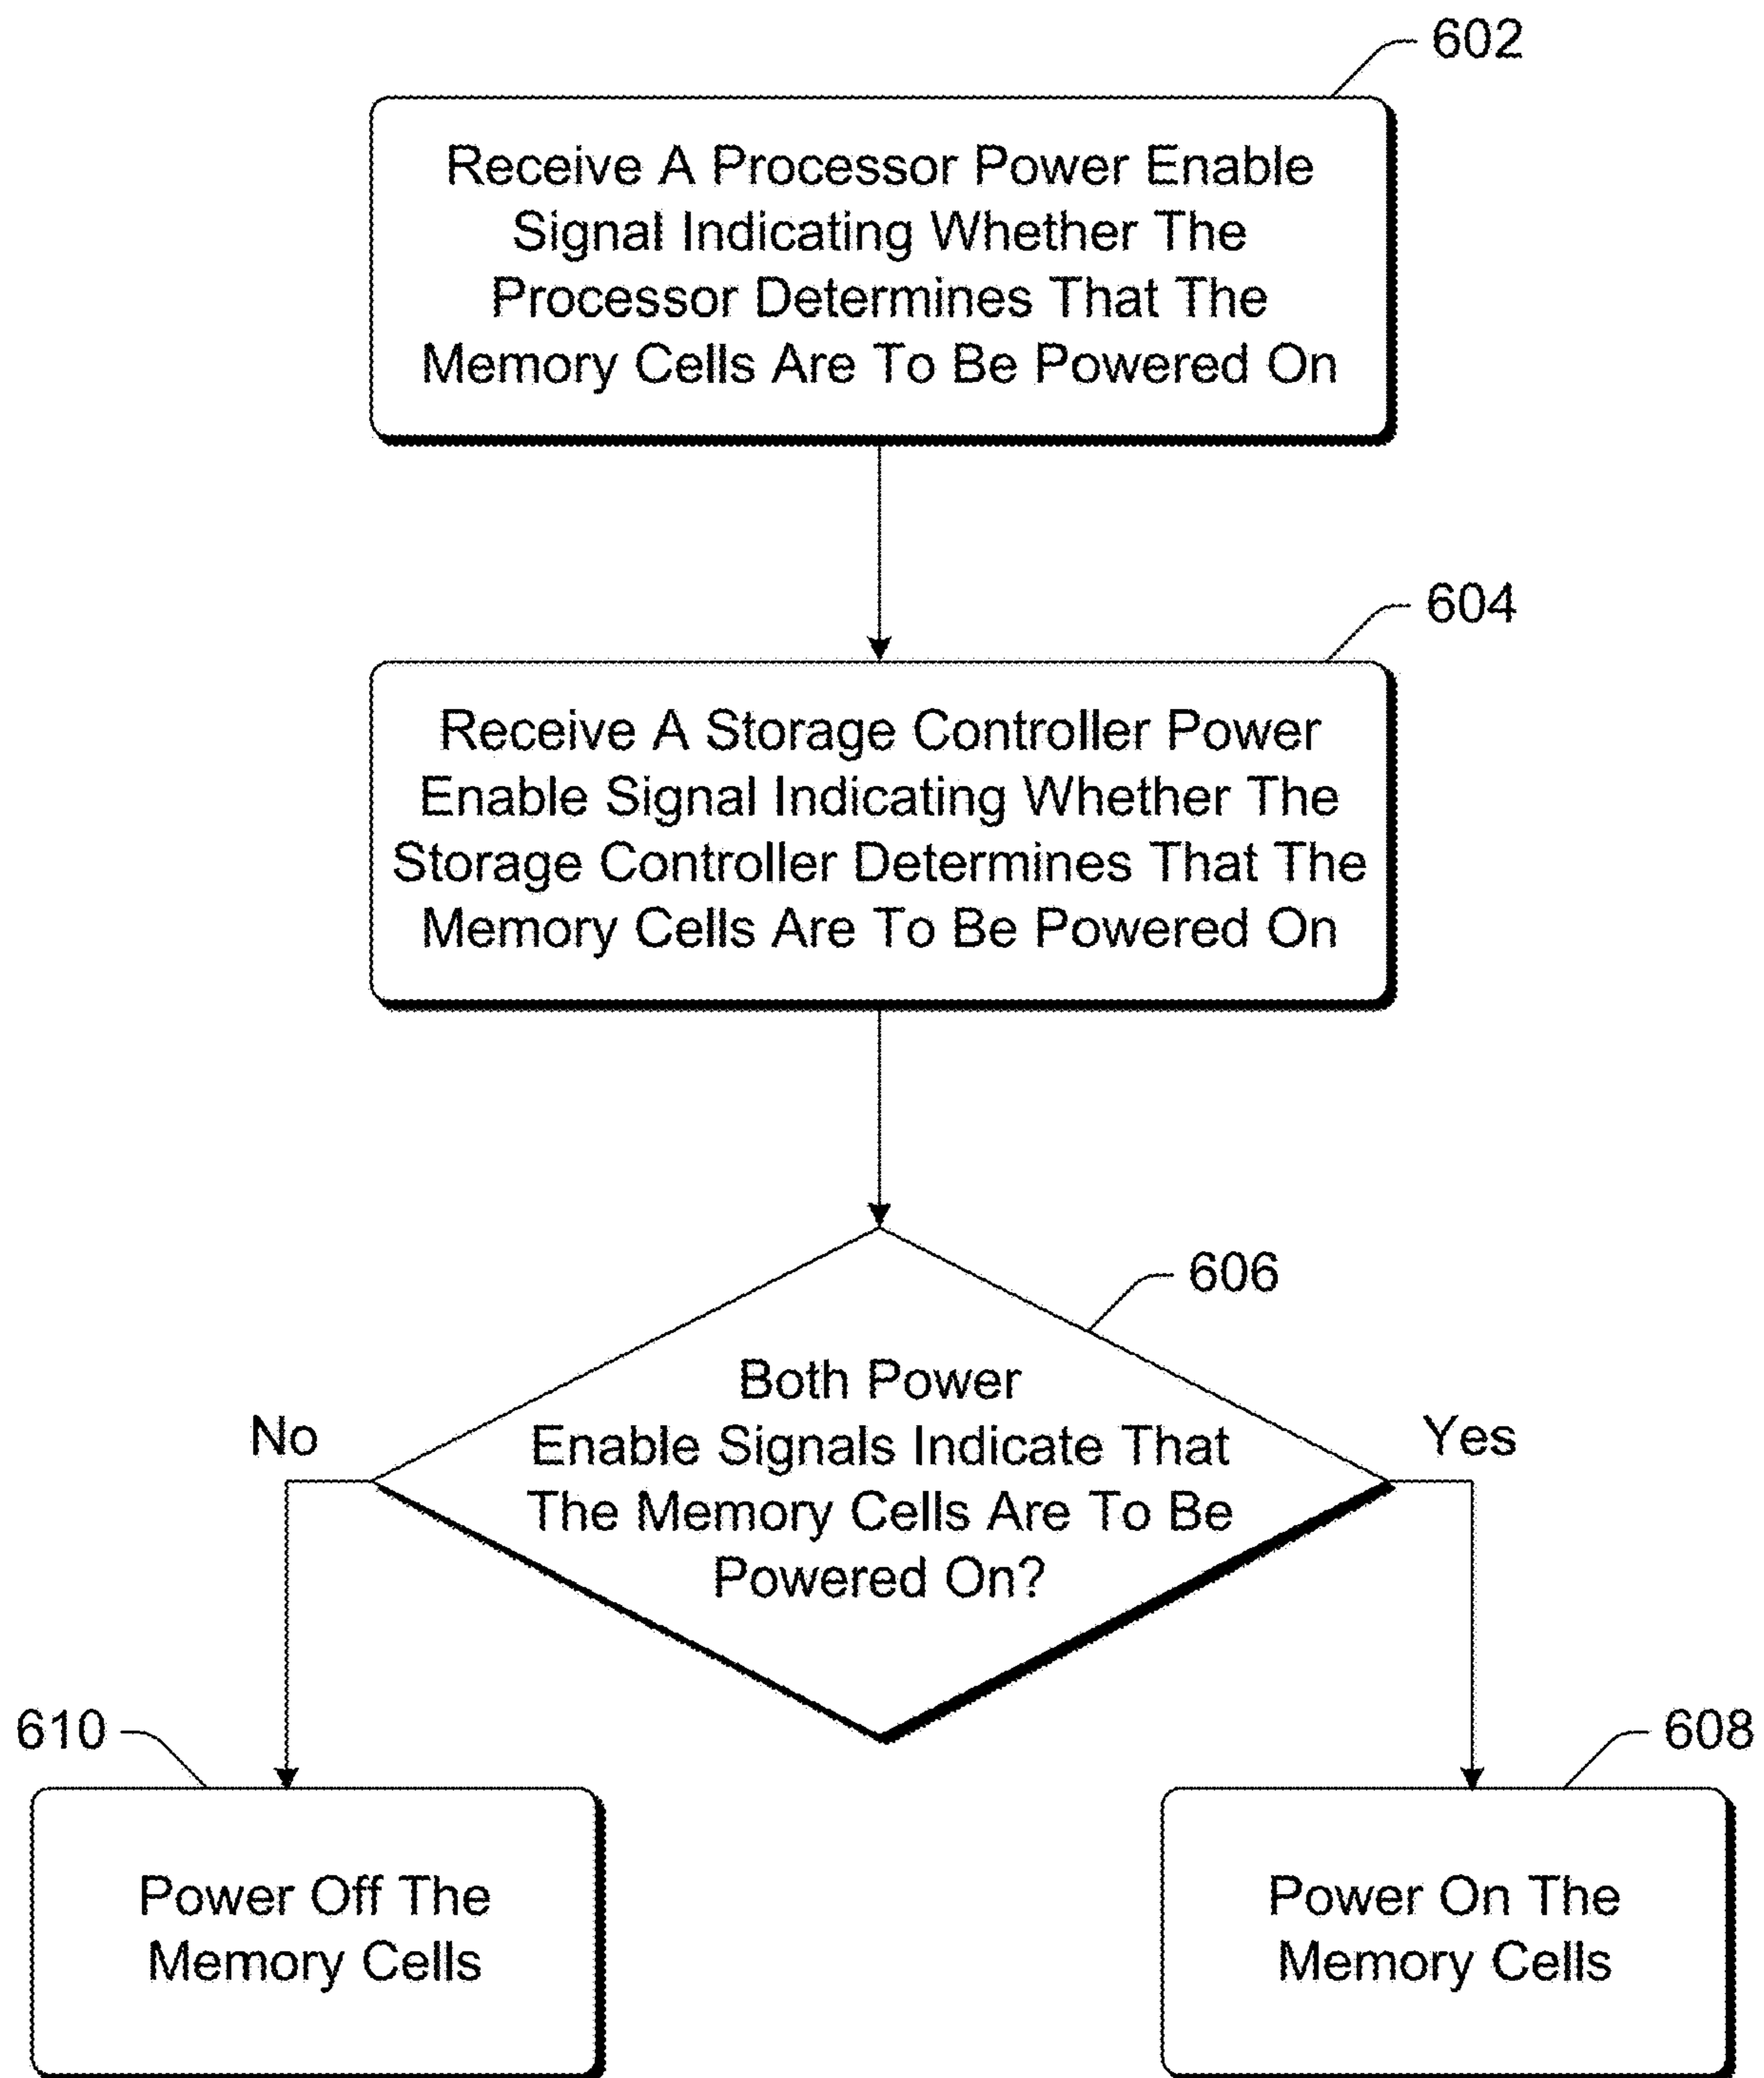 602
Receive A Processor Power Enable
Signal Indicating Whether The
Processor Determines That The
Memory Cells Are To Be Powered On
604
Receive A Storage Controller Power
Enable Signal Indicating Whether The
Storage Controller Determines That The
Memory Cells Are To Be Powered On
606
Both Power
Enable Signals Indicate That
The Memory Cells Are To Be
Powered On?
No
Yes
610
Power Off The
Memory Cells
608
Power On The
Memory Cells